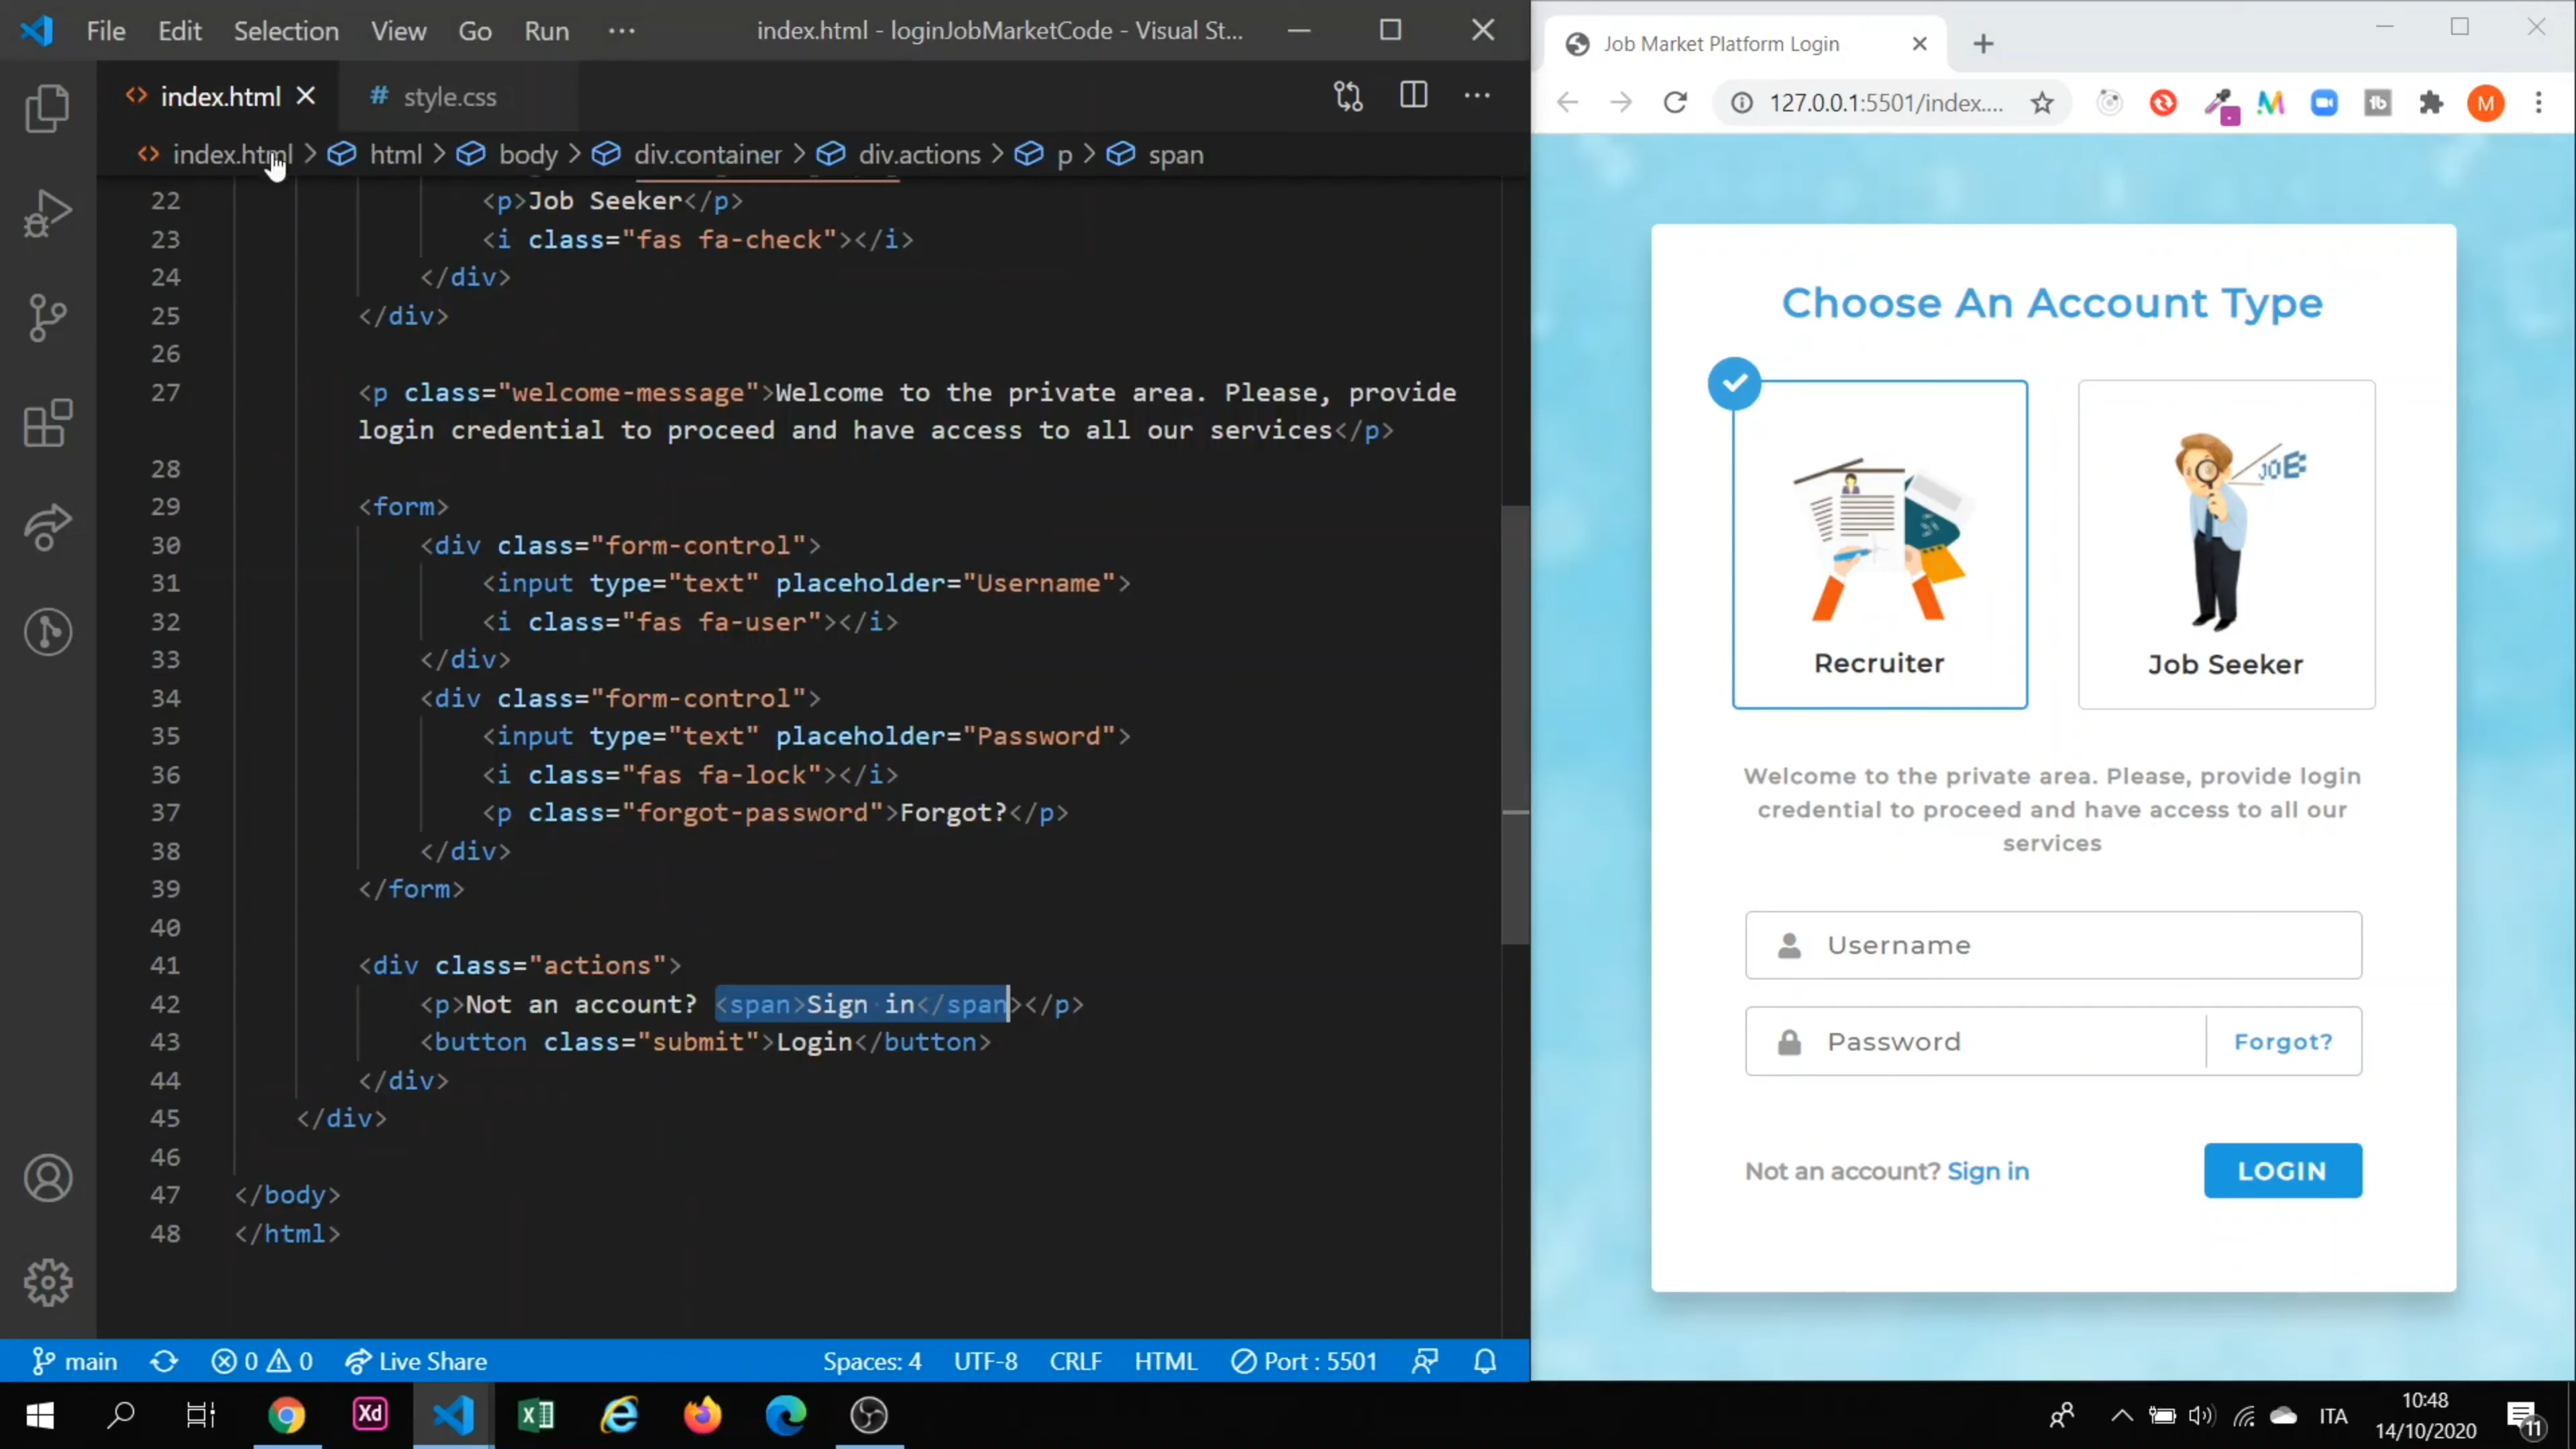 File Edit Selection View Go Run ··· index.html - loginJobMarketCode - Visual St...
index.html style.css
index.html > html > body > div.container > div.actions > p > span
22 <p>Job Seeker</p>
23 <i class="fas fa-check"></i>
24 </div>
25 </div>
26
27 <p class="welcome-message">Welcome to the private area. Please, provide
login credential to proceed and have access to all our services</p>
28
29 <form>
30 <div class="form-control">
31 <input type="text" placeholder="Username">
32 <i class="fas fa-user"></i>
33 </div>
34 <div class="form-control">
35 <input type="text" placeholder="Password">
36 <i class="fas fa-lock"></i>
37 <p class="forgot-password">Forgot?</p>
38 </div>
39 </form>
40
41 <div class="actions">
42 <p>Not an account? <span>Sign in</span></p>
43 <button class="submit">Login</button>
44 </div>
45 </div>
46
47 </body>
48 </html>
main 0 0 Live Share Spaces: 4 UTF-8 CRLF HTML Port : 5501
Job Market Platform Login
127.0.0.1:5501/index.... M
Choose An Account Type
JOB
Recruiter Job Seeker
Welcome to the private area. Please, provide login
credential to proceed and have access to all our
services
Username
Password Forgot?
Not an account? Sign in LOGIN
Xd ITA
10:48
14/10/2020
11